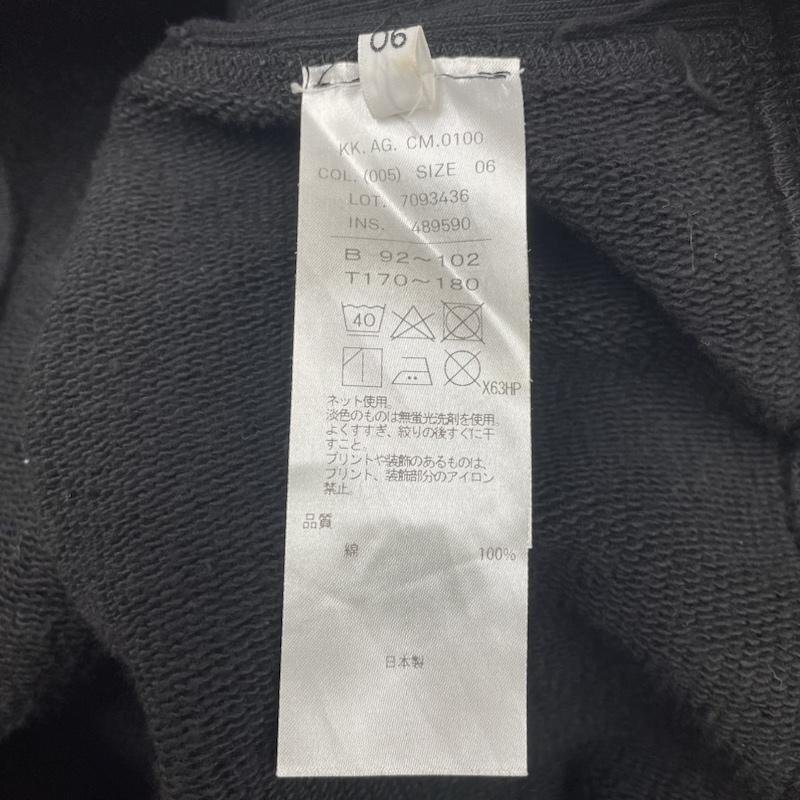 06
KK. AG. CM.0100
COL. (005) SIZE 06
LOT. 7093436
INS. 489590
B 92〜102
T170〜180
40
X63HP
ネット使用。
淡色のものは無蛍光洗剤を使用。
よくすすぎ、絞りの後すぐに干
すこと。
プリントや装飾のあるものは、
プリント、装飾部分のアイロン
禁止。
品質
綿 100%
日本製